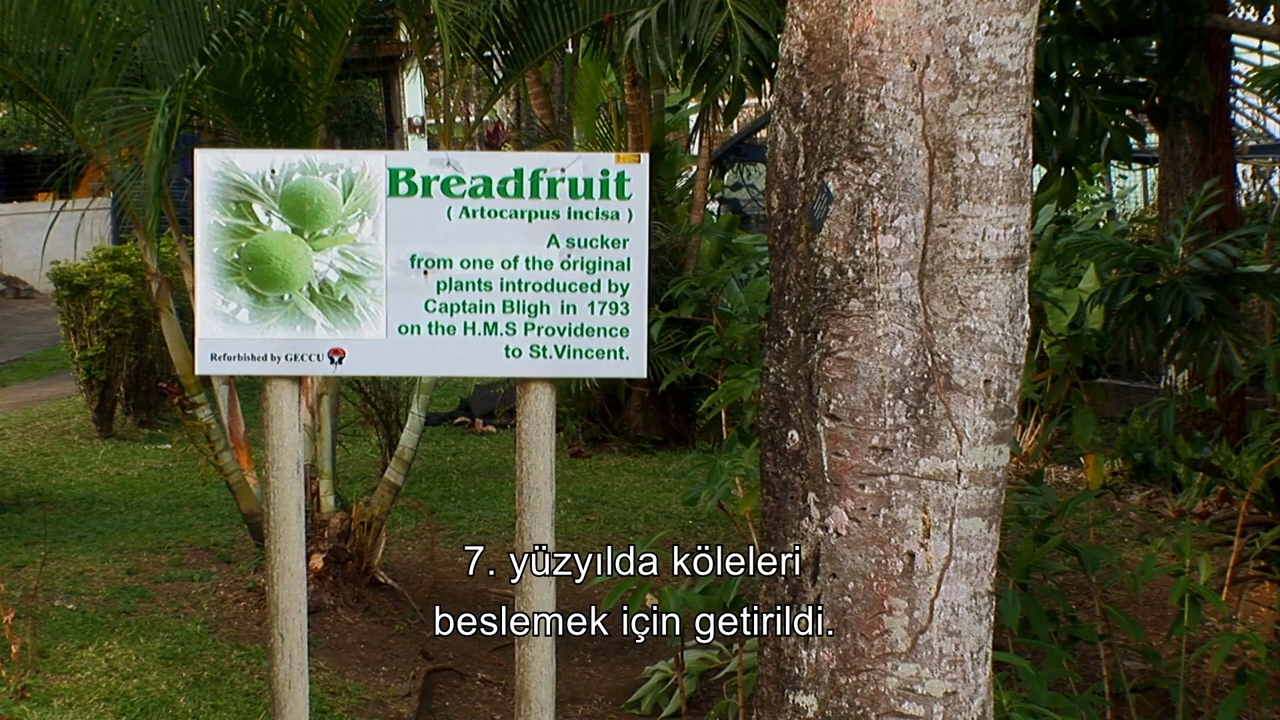 Breadfruit
( Artocarpus incisa )
A sucker
from one of the original
plants introduced by
Captain Bligh in 1793
on the H.M.S Providence
to St.Vincent.
Refurbished by GECCU
7. yüzyılda köleleri
beslemek için getirildi.